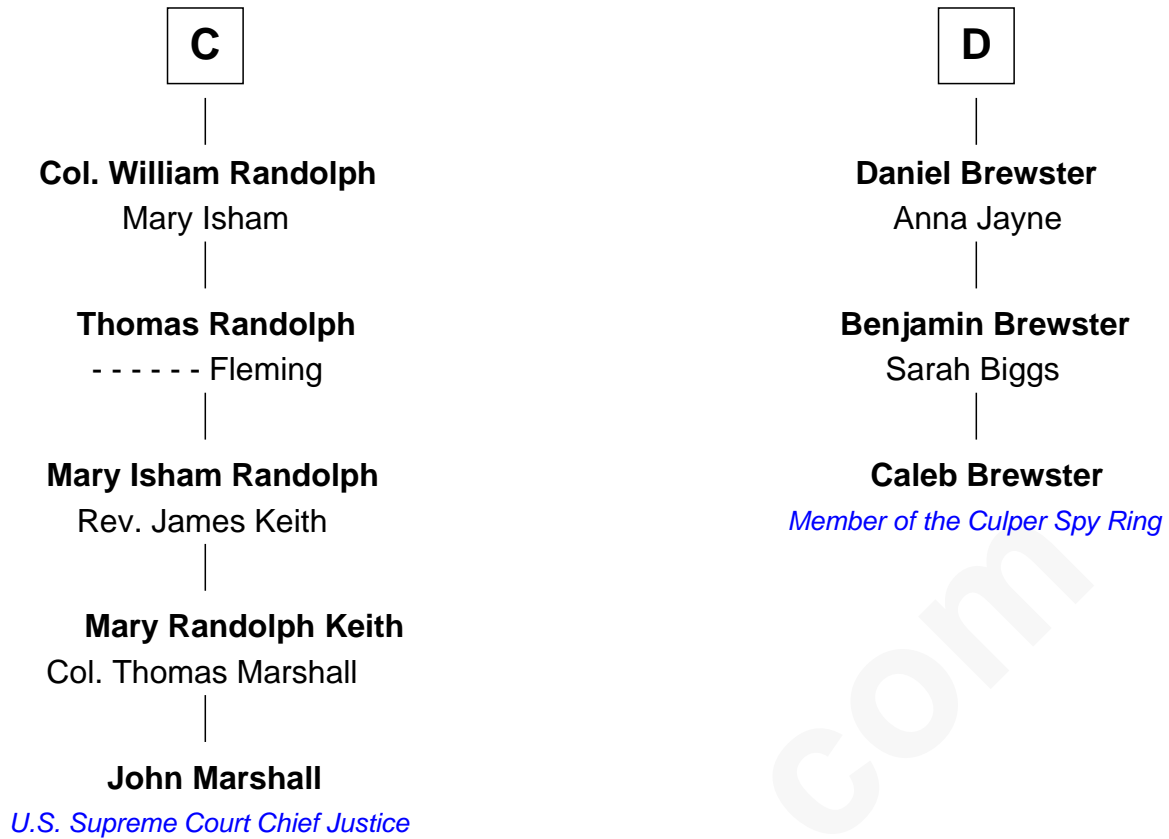 C
Col. William Randolph
Mary Isham
Thomas Randolph
- - - - - - Fleming
Mary Isham Randolph
Rev. James Keith
Mary Randolph Keith
Col. Thomas Marshall
John Marshall
U.S. Supreme Court Chief Justice
D
Daniel Brewster
Anna Jayne
Benjamin Brewster
Sarah Biggs
Caleb Brewster
Member of the Culper Spy Ring
com